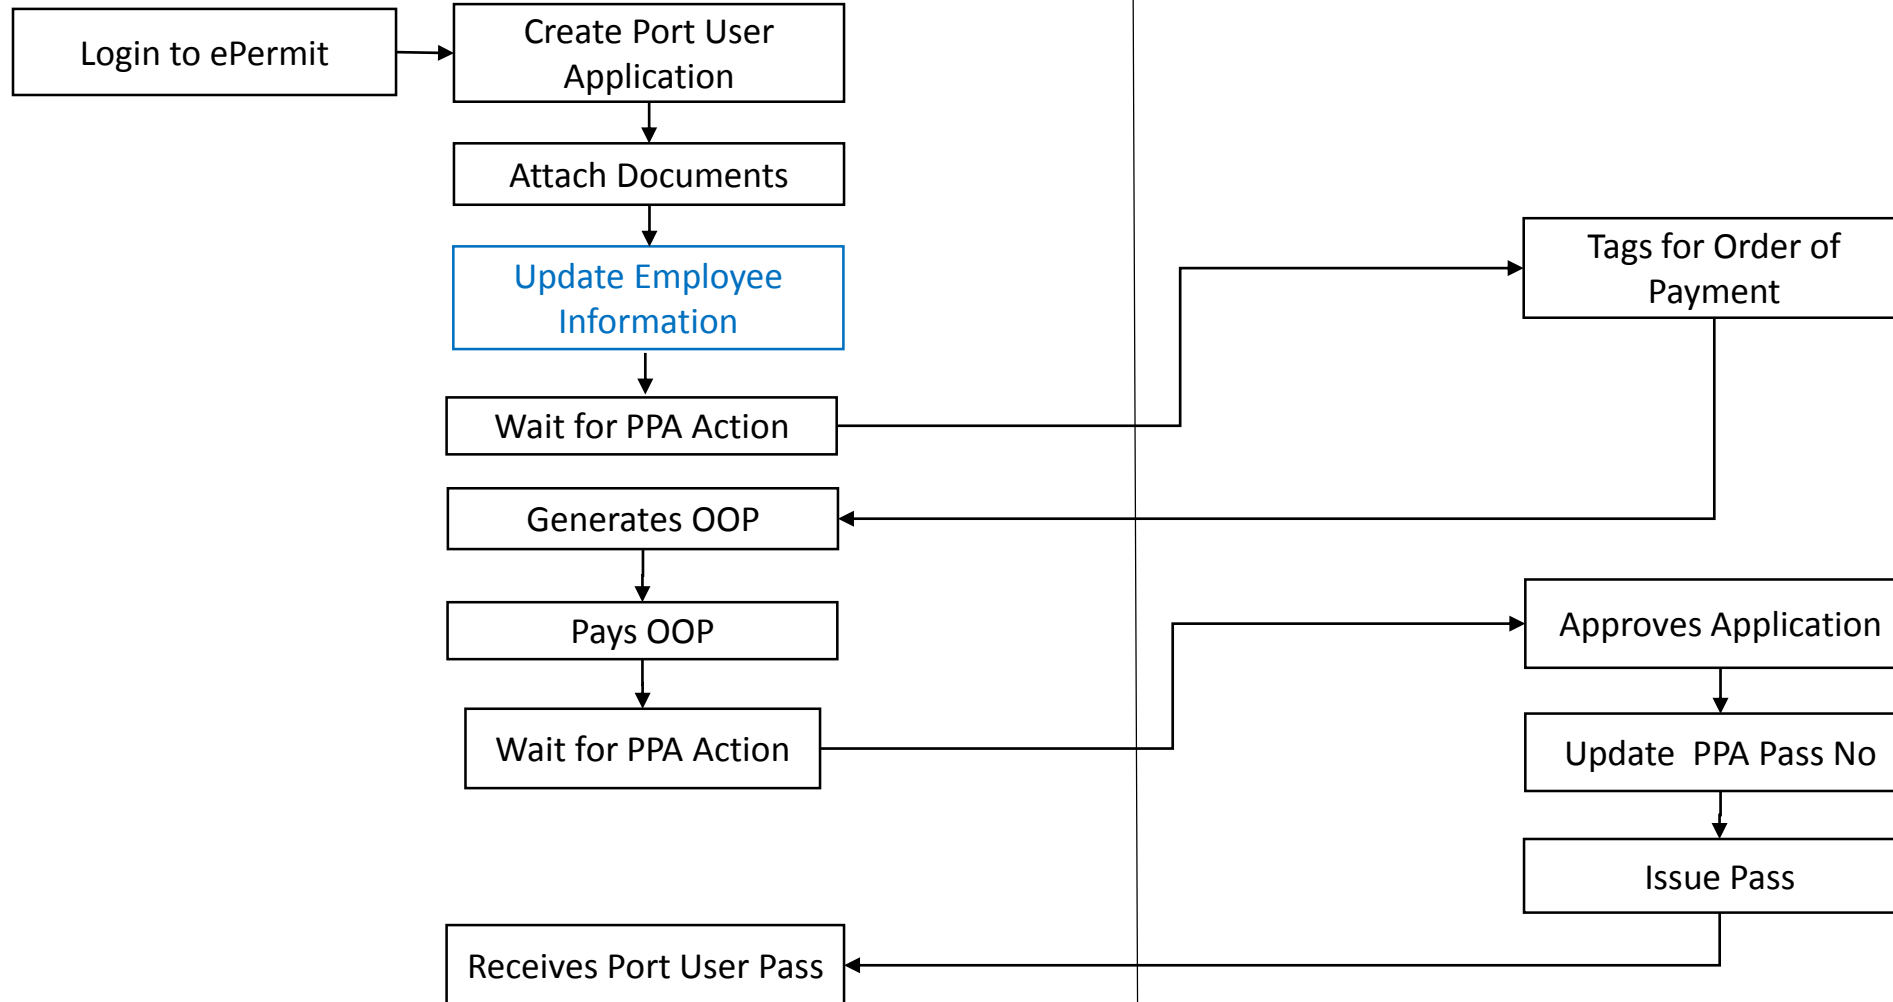 Login to ePermit
Create Port User
Application
Attach Documents
Update Employee
Information
Tags for Order of
Payment
Wait for PPA Action
Generates OOP
Pays OOP
Approves Application
Wait for PPA Action
Update  PPA Pass No
Issue Pass
Receives Port User Pass